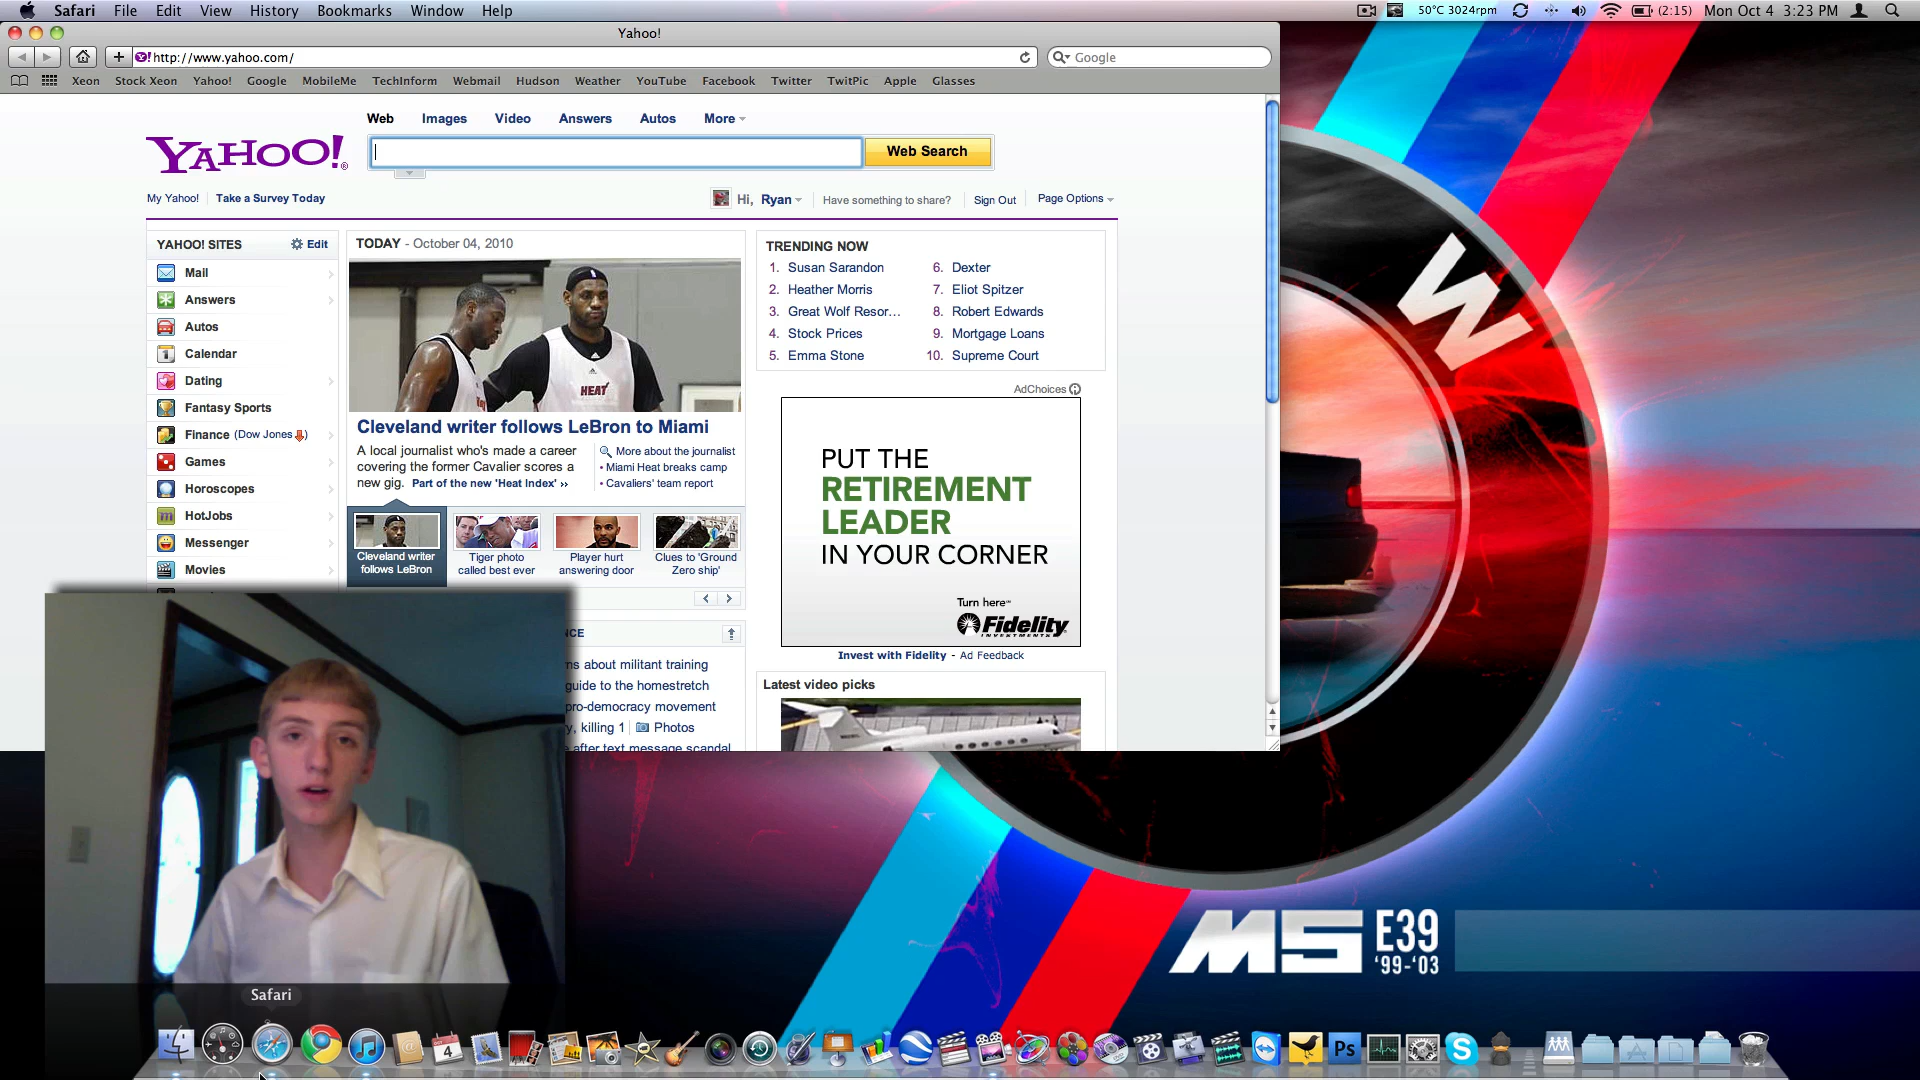 Safari File Edit View History Bookmarks Window Help
50°C 3024rpm (2:15) Mon Oct 4 3:23 PM
Yahoo!
http://www.yahoo.com/
Google
Xeon Stock Xeon Yahoo! Google MobileMe TechInform Webmail Hudson Weather YouTube Facebook Twitter TwitPic Apple Glasses
Web Images Video Answers Autos More
YAHOO!
Web Search
My Yahoo! Take a Survey Today
Hi, Ryan Have something to share? Sign Out Page Options
YAHOO! SITES Edit
Mail
Answers
Autos
Calendar
Dating
Fantasy Sports
Finance (Dow Jones)
Games
Horoscopes
HotJobs
Messenger
Movies
TODAY - October 04, 2010
HEAT
Cleveland writer follows LeBron to Miami
A local journalist who's made a career
covering the former Cavalier scores a
new gig. Part of the new 'Heat Index' »
More about the journalist
• Miami Heat breaks camp
• Cavaliers' team report
Cleveland writer
follows LeBron
Tiger photo
called best ever
Player hurt
answering door
Clues to 'Ground
Zero ship'
about militant training
guide to the homestretch
pro-democracy movement
killing 1 Photos
after text message scandal
TRENDING NOW
1. Susan Sarandon
2. Heather Morris
3. Great Wolf Resor...
4. Stock Prices
5. Emma Stone
6. Dexter
7. Eliot Spitzer
8. Robert Edwards
9. Mortgage Loans
10. Supreme Court
AdChoices
PUT THE
RETIREMENT
LEADER
IN YOUR CORNER
Turn here
Fidelity
INVESTMENTS
Invest with Fidelity - Ad Feedback
Latest video picks
W
M5 E39
'99-'03
Safari
OCT
4
Ps